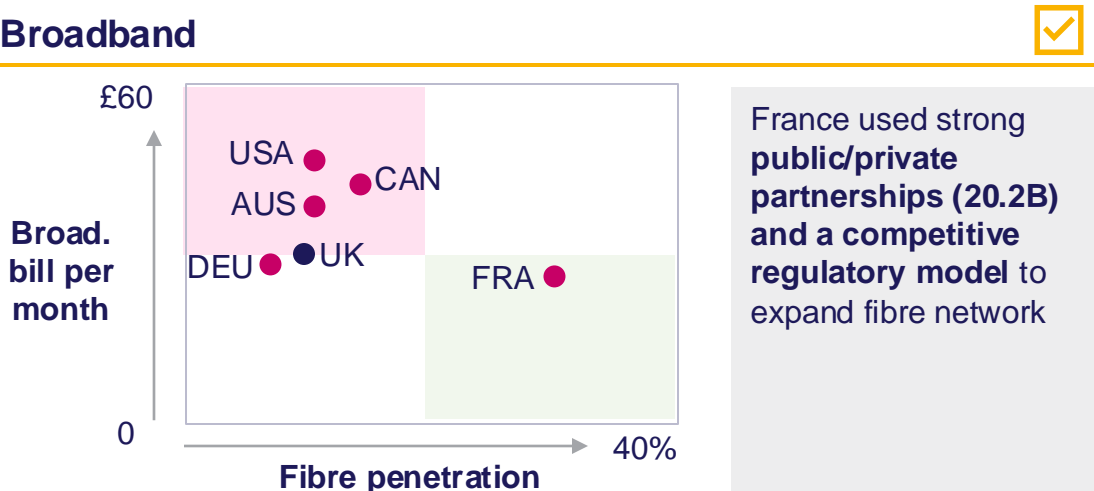 Broadband
£60
USA
CAN
AUS
Broad.
bill per
month
UK
DEU
FRA
0
40%
Fibre penetration
France used strong
public/private
partnerships (20.2B)
and a competitive
regulatory model to
expand fibre network